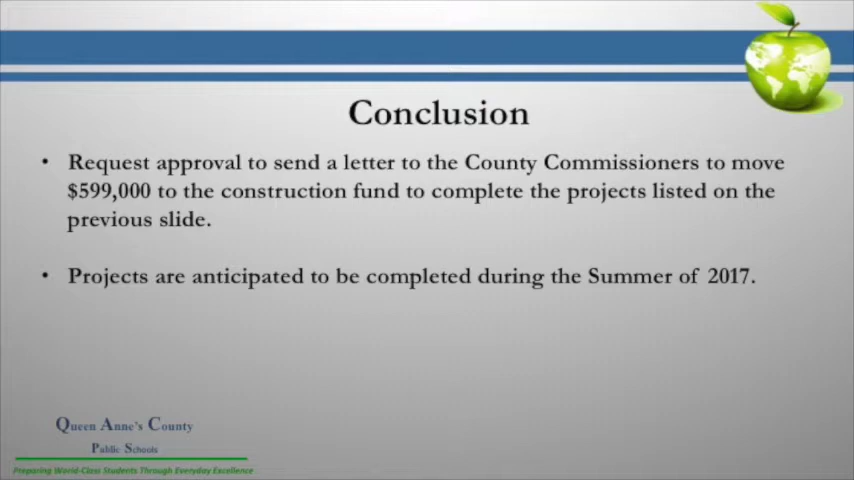 Conclusion
• Request approval to send a letter to the County Commissioners to move
$599,000 to the construction fund to complete the projects listed on the
previous slide.
• Projects are anticipated to be completed during the Summer of 2017.
Queen Anne's County
Public Schools
Preparing World-Class Students Through Everyday Excellence